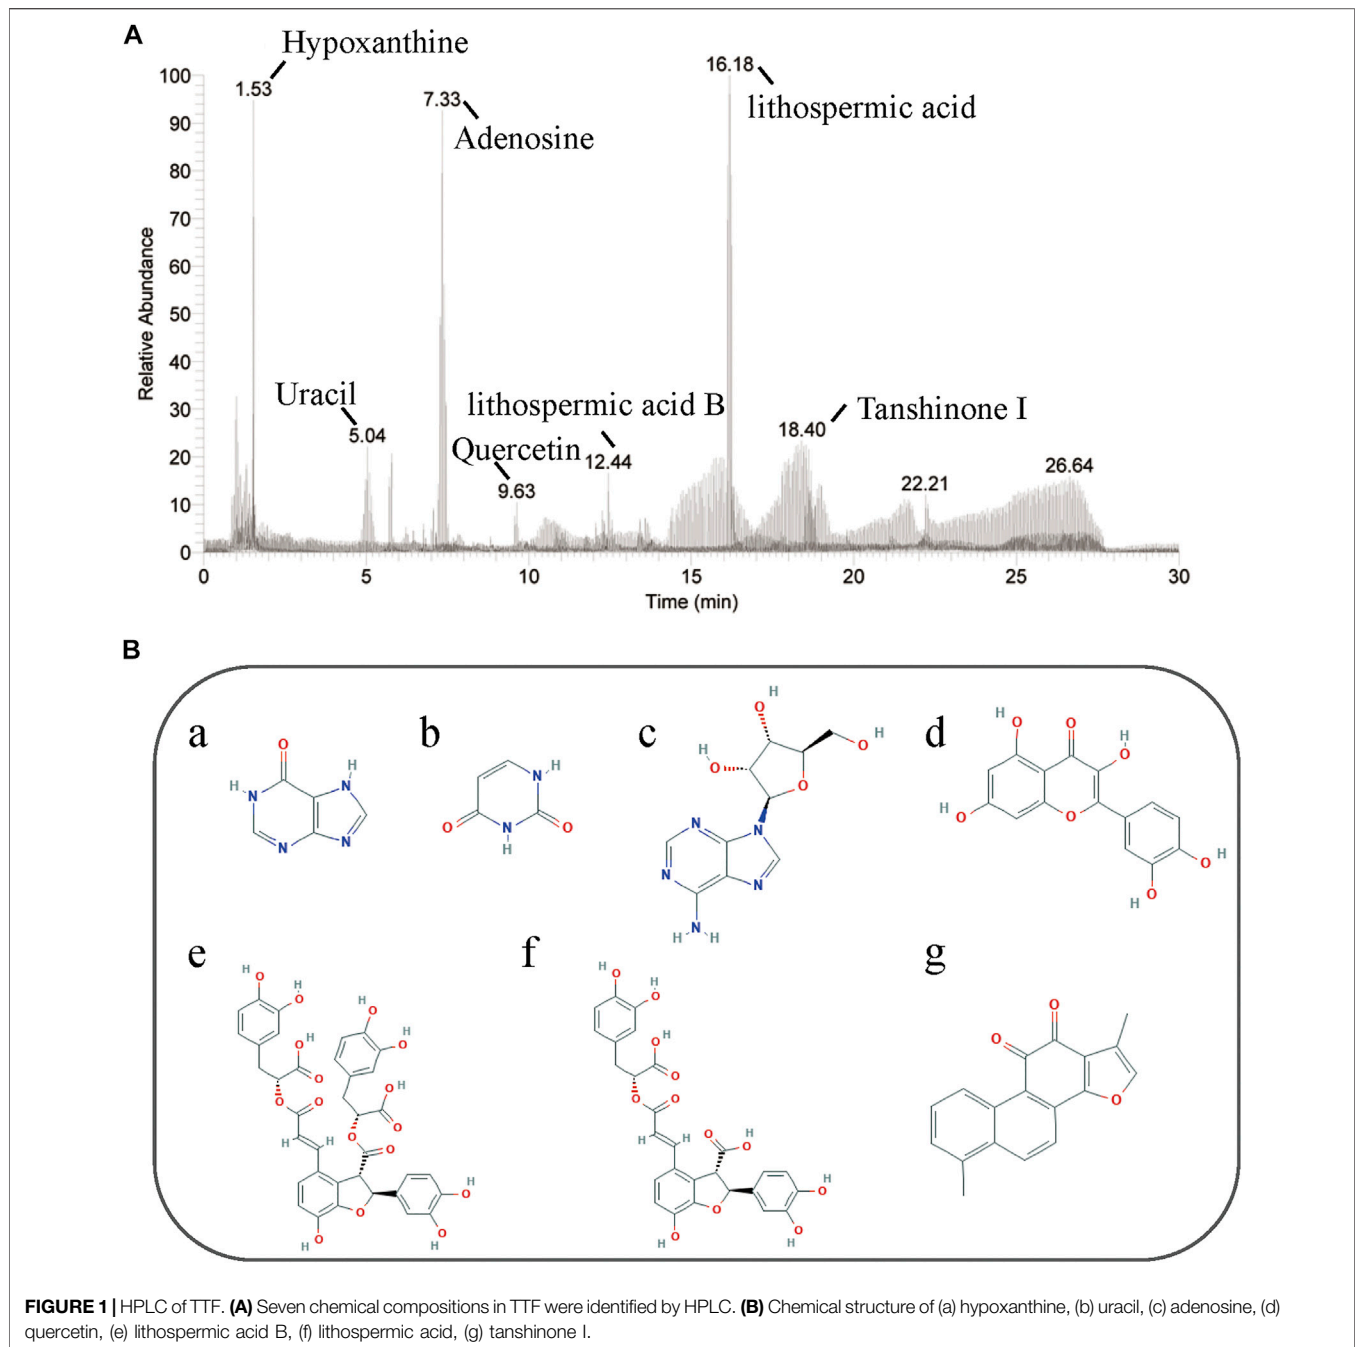 A
Hypoxanthine
1.53
7.33
Adenosine
16.18
lithospermic acid
100
90
80
70
60
50
40
30
20
10
0
Relative Abundance
Uracil
5.04
Quercetin
9.63
lithospermic acid B
12.44
Tanshinone I
18.40
22.21
26.64
0 5 10 15 20 25 30
Time (min)
B
a
O
H
N
H
N
N
N
b
N
H
O
N
H
O
c
H
O
H
O
O
H
O
N
N
N
N
N
H H
d
H
O
O
H
O
H
O
O
O
H
O
H
e
H
O
H
O
H
O
O
O
O
H
H
H
O
H
O
H
O
O
O
O
O
O
H
O
H
O
H
f
H
O
H
O
H
O
O
O
O
H
H
O
H
O
O
O
H
O
H
O
H
g
O
O
O
FIGURE 1 | HPLC of TTF. (A) Seven chemical compositions in TTF were identified by HPLC. (B) Chemical structure of (a) hypoxanthine, (b) uracil, (c) adenosine, (d)
quercetin, (e) lithospermic acid B, (f) lithospermic acid, (g) tanshinone I.